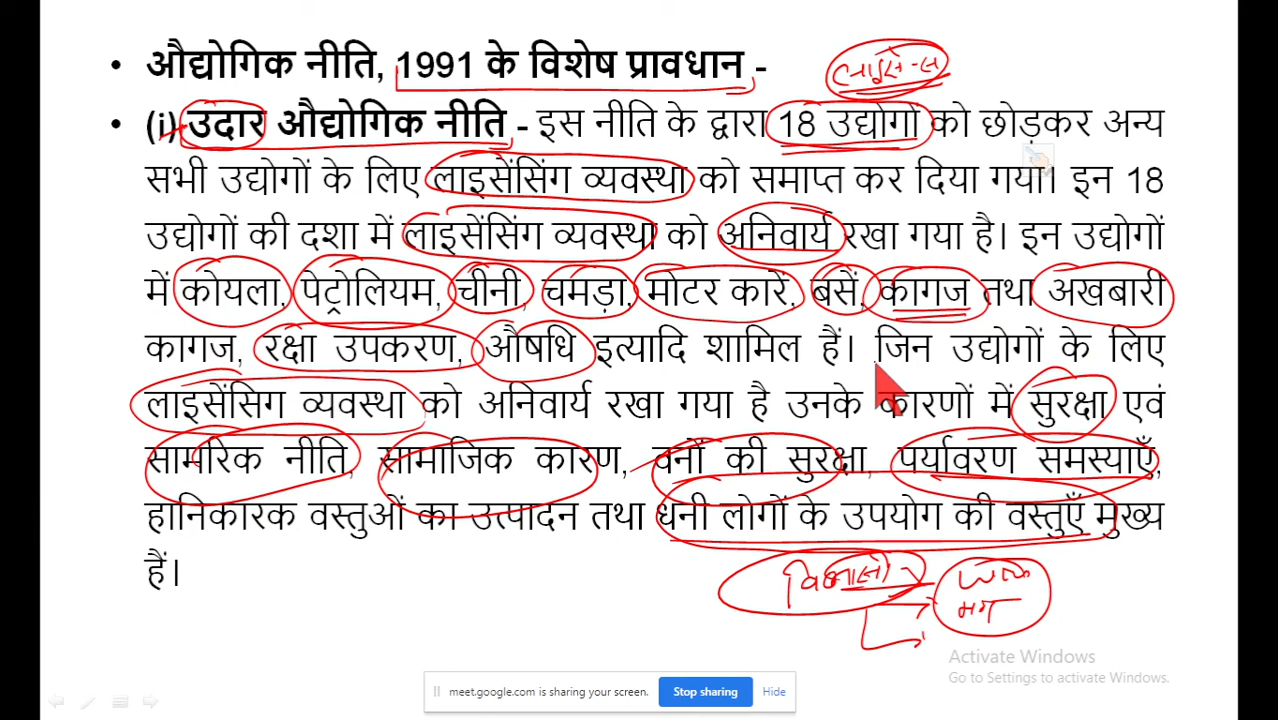 • औद्योगिक नीति, 1991 के विशेष प्रावधान -
• (i) उदार औद्योगिक नीति - इस नीति के द्वारा 18 उद्योगों को छोड़कर अन्य
सभी उद्योगों के लिए लाइसेंसिंग व्यवस्था को समाप्त कर दिया गया। इन 18
उद्योगों की दशा में लाइसेंसिंग व्यवस्था को अनिवार्य रखा गया है। इन उद्योगों
में कोयला, पेट्रोलियम, चीनी, चमड़ा, मोटर कारें, बसें, कागज तथा अखबारी
कागज, रक्षा उपकरण, औषधि इत्यादि शामिल हैं। जिन उद्योगों के लिए
लाइसेंसिग व्यवस्था को अनिवार्य रखा गया है उनके कारणों में सुरक्षा एवं
सामरिक नीति, सामाजिक कारण, वनों की सुरक्षा, पर्यावरण समस्याएँ,
हानिकारक वस्तुओं का उत्पादन तथा धनी लोगों के उपयोग की वस्तुएँ मुख्य
हैं।
Activate Windows
Go to Settings to activate Windows.
meet.google.com is sharing your screen. Stop sharing Hide